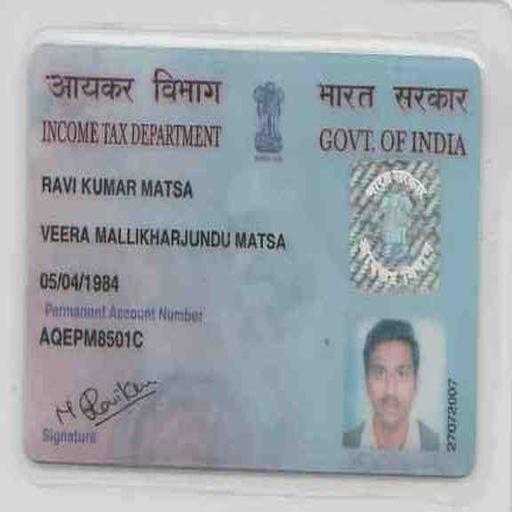 आयकर विभाग
भारत सरकार
INCOME TAX DEPARTMENT
GOVT. OF INDIA
RAVI KUMAR MATSA
VEERA MALLIKHARJUNDU MATSA
05/04/1984
Permanent Account Number
AQEPM8501C
M Ravikum
Signature
27072007